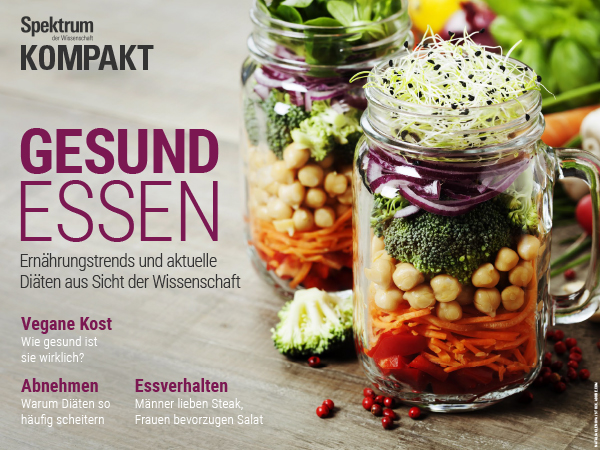 Spektrum
der Wissenschaft
KOMPAKT
GESUND
ESSEN
Ernährungstrends und aktuelle
Diäten aus Sicht der Wissenschaft
Vegane Kost
Wie gesund ist
sie wirklich?
Abnehmen
Warum Diäten so
häufig scheitern
Essverhalten
Männer lieben Steak,
Frauen bevorzugen Salat